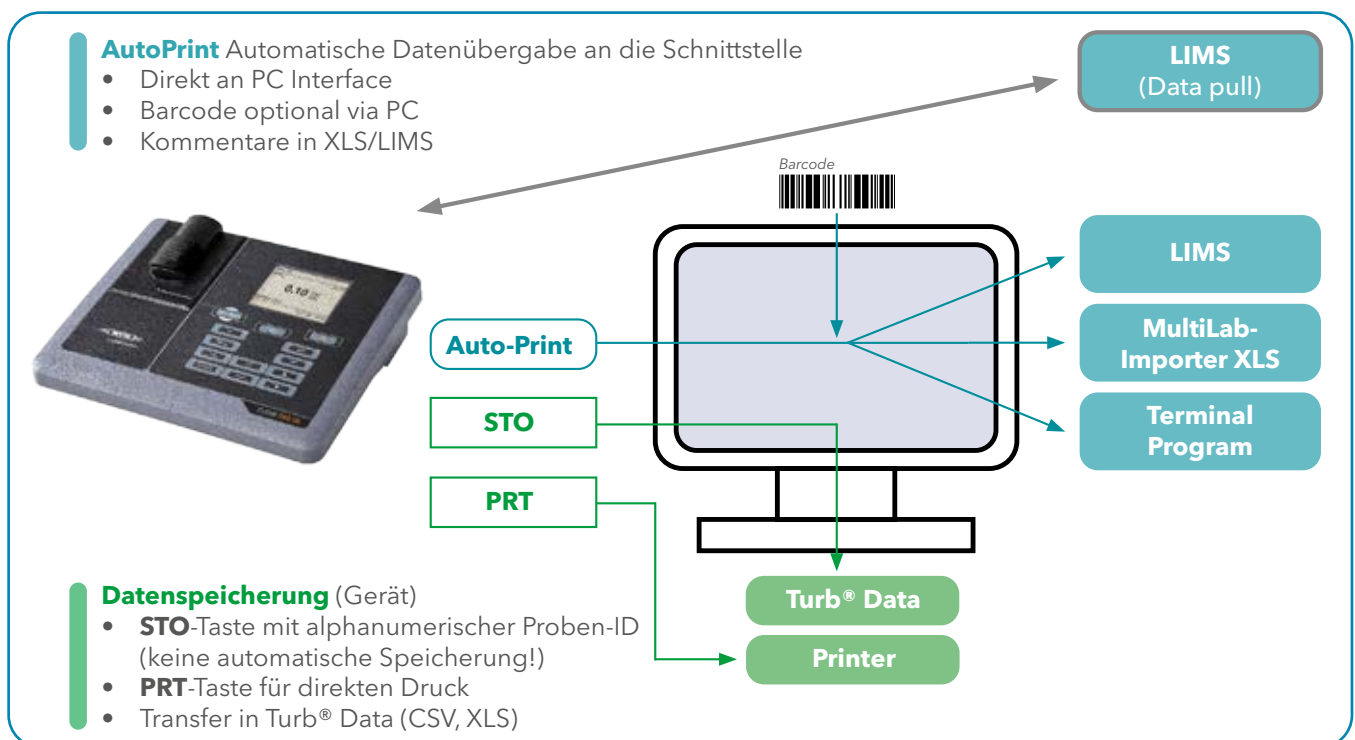 AutoPrint Automatische Datenübergabe an die Schnittstelle
• Direkt an PC Interface
• Barcode optional via PC
• Kommentare in XLS/LIMS
LIMS
(Data pull)
Barcode
0.10
LIMS
Auto-Print
MultiLab-
Importer XLS
STO
Terminal
Program
PRT
Datenspeicherung (Gerät)
• STO-Taste mit alphanumerischer Proben-ID
(keine automatische Speicherung!)
• PRT-Taste für direkten Druck
• Transfer in Turb® Data (CSV, XLS)
Turb® Data
Printer